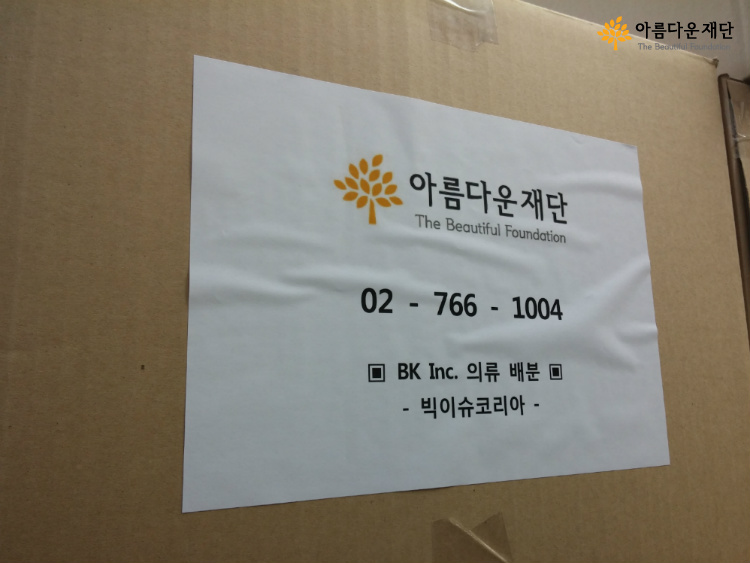 아름다운재단
The Beautiful Foundation
아름다운재단
The Beautiful Foundation
02 - 766 - 1004
▣ BK Inc. 의류 배분 ▣
- 빅이슈코리아 -